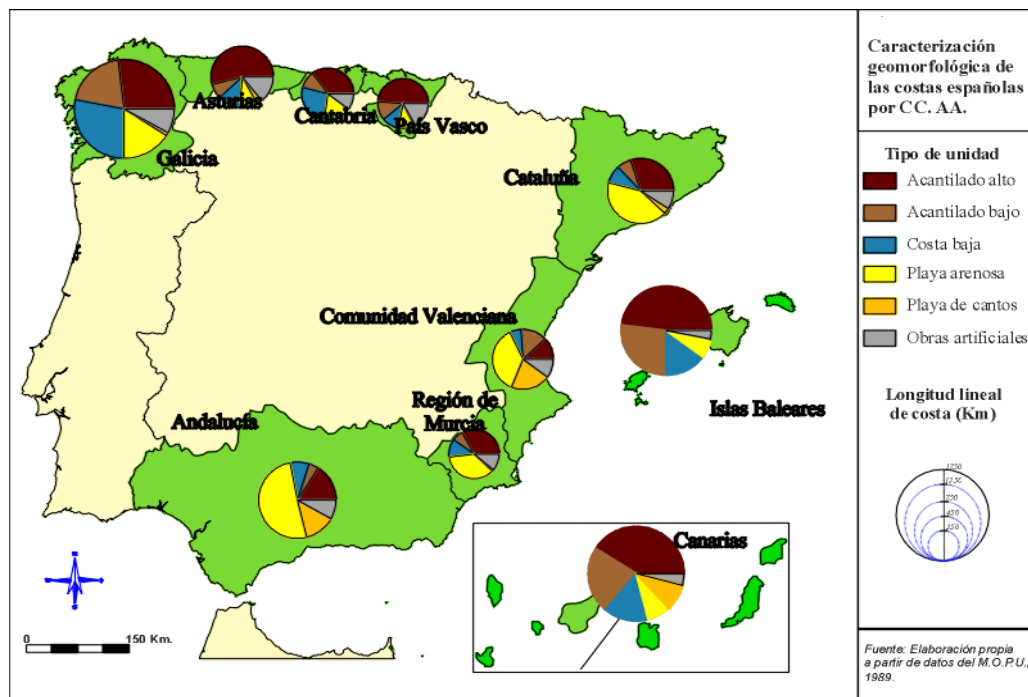 Asturias
Cantabria
País Vasco
Galicia
Cataluña
Comunidad Valenciana
Región de
Murcia
Andalucía
Islas Baleares
Canarias
0
150 Km.
Caracterización
geomorfológica de
las costas españolas
por CC. AA.
Tipo de unidad
Acantilado alto
Acantilado bajo
Costa baja
Playa arenosa
Playa de cantos
Obras artificiales
Longitud lineal
de costa (Km)
750
450
250
Fuente: Elaboración propia
a partir de datos del M.O.P.U.,
1989.